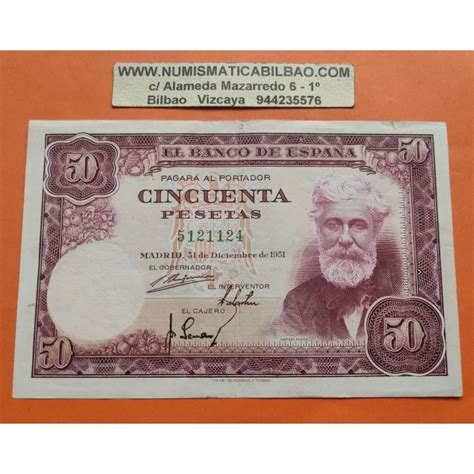 WWW.NUMISMATICABILBAO.COM
c/ Alameda Mazarredo 6 - 1º
Bilbao Vizcaya 944235576
50
EL BANCO DE ESPAÑA
50
PAGARÁ AL PORTADOR
CINCUENTA
PESETAS
5121124
MADRID, 31 de Diciembre de 1951
EL GOBERNADOR
EL INTERVENTOR
EL CAJERO
50
50